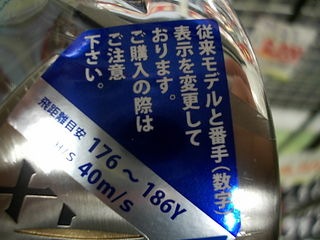 従来モデルと番手(数字)
表示を変更して
おります。
ご購入の際は
ご注意
下さい。
飛距離目安
176～186Y
H/S 40m/s